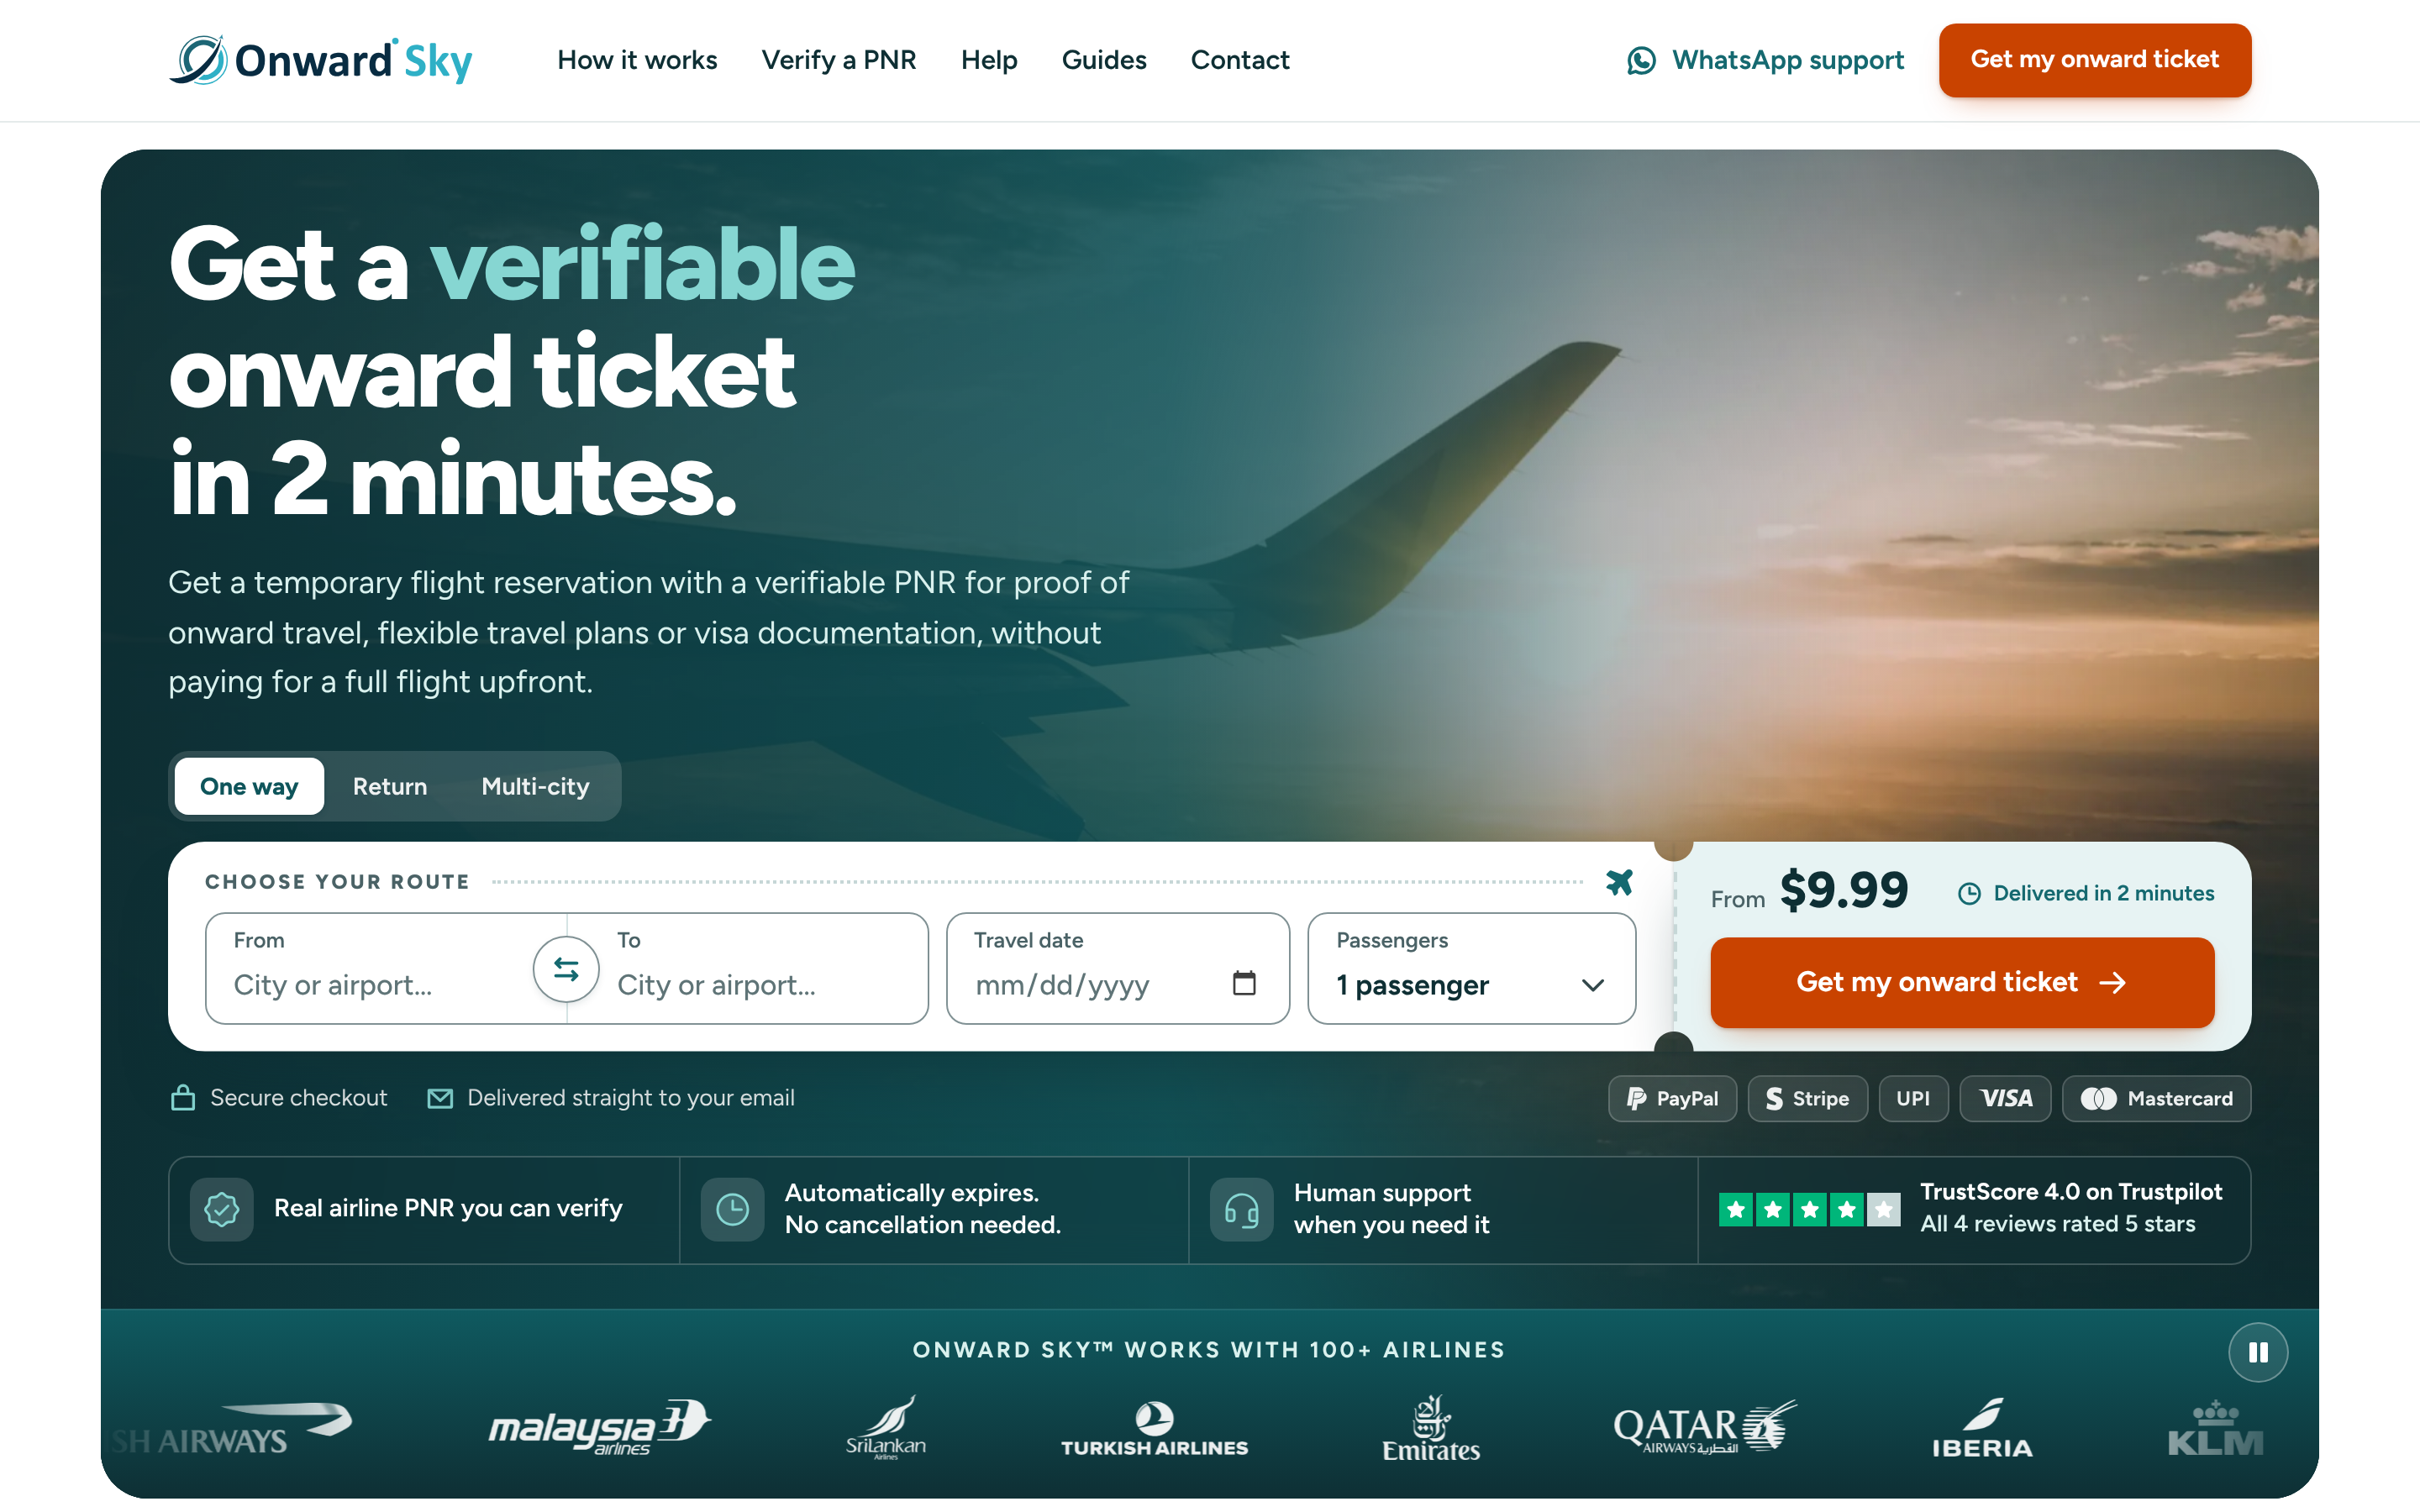 Onward Sky
How it works
Verify a PNR
Help
Guides
Contact
WhatsApp support
Get my onward ticket
Get a verifiable
onward ticket
in 2 minutes.
Get a temporary flight reservation with a verifiable PNR for proof of
onward travel, flexible travel plans or visa documentation, without
paying for a full flight upfront.
One way
Return
Multi-city
CHOOSE YOUR ROUTE
From
City or airport...
To
City or airport...
Travel date
mm/dd/yyyy
Passengers
1 passenger
From $9.99
Delivered in 2 minutes
Get my onward ticket
Secure checkout
Delivered straight to your email
PayPal
Stripe
UPI
VISA
Mastercard
Real airline PNR you can verify
Automatically expires.
No cancellation needed.
Human support
when you need it
TrustScore 4.0 on Trustpilot
All 4 reviews rated 5 stars
ONWARD SKY™ WORKS WITH 100+ AIRLINES
SH AIRWAYS
malaysia
airlines
SriLankan
Airlines
TURKISH AIRLINES
Emirates
QATAR
AIRWAYS القطرية
IBERIA
KLM